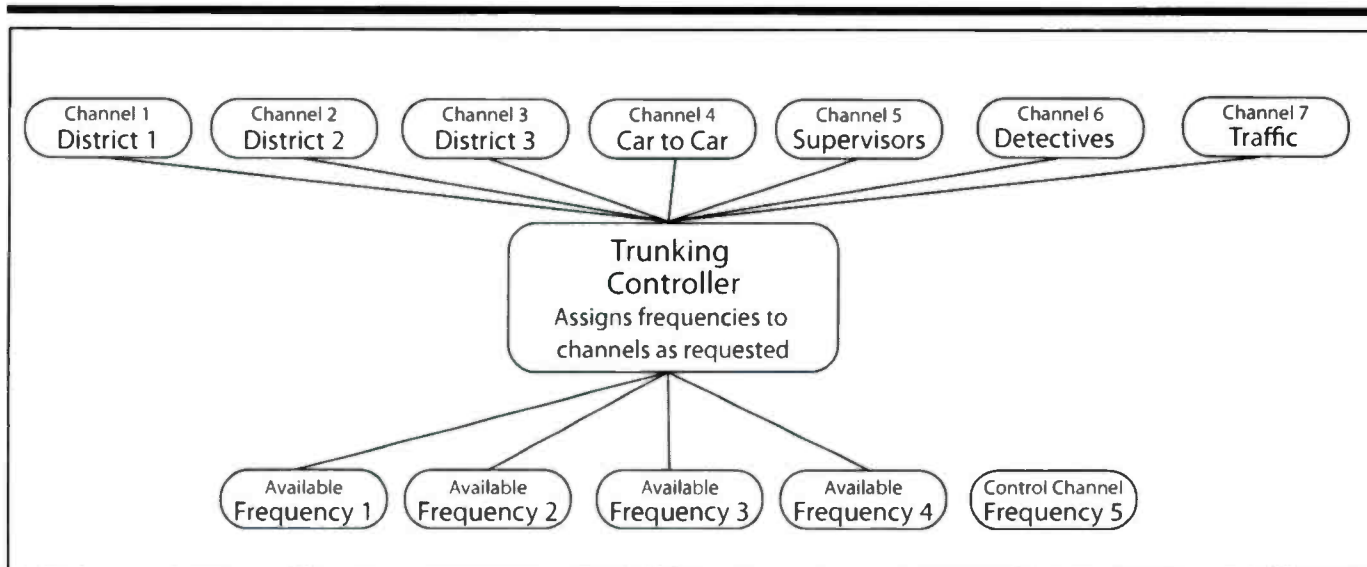 Channel 1
District 1
Channel 2
District 2
Channel 3
District 3
Channel 4
Car to Car
Channel 5
Supervisors
Channel 6
Detectives
Channel 7
Traffic
Trunking
Controller
Assigns frequencies to
channels as requested
Available
Frequency 1
Available
Frequency 2
Available
Frequency 3
Available
Frequency 4
Control Channel
Frequency 5